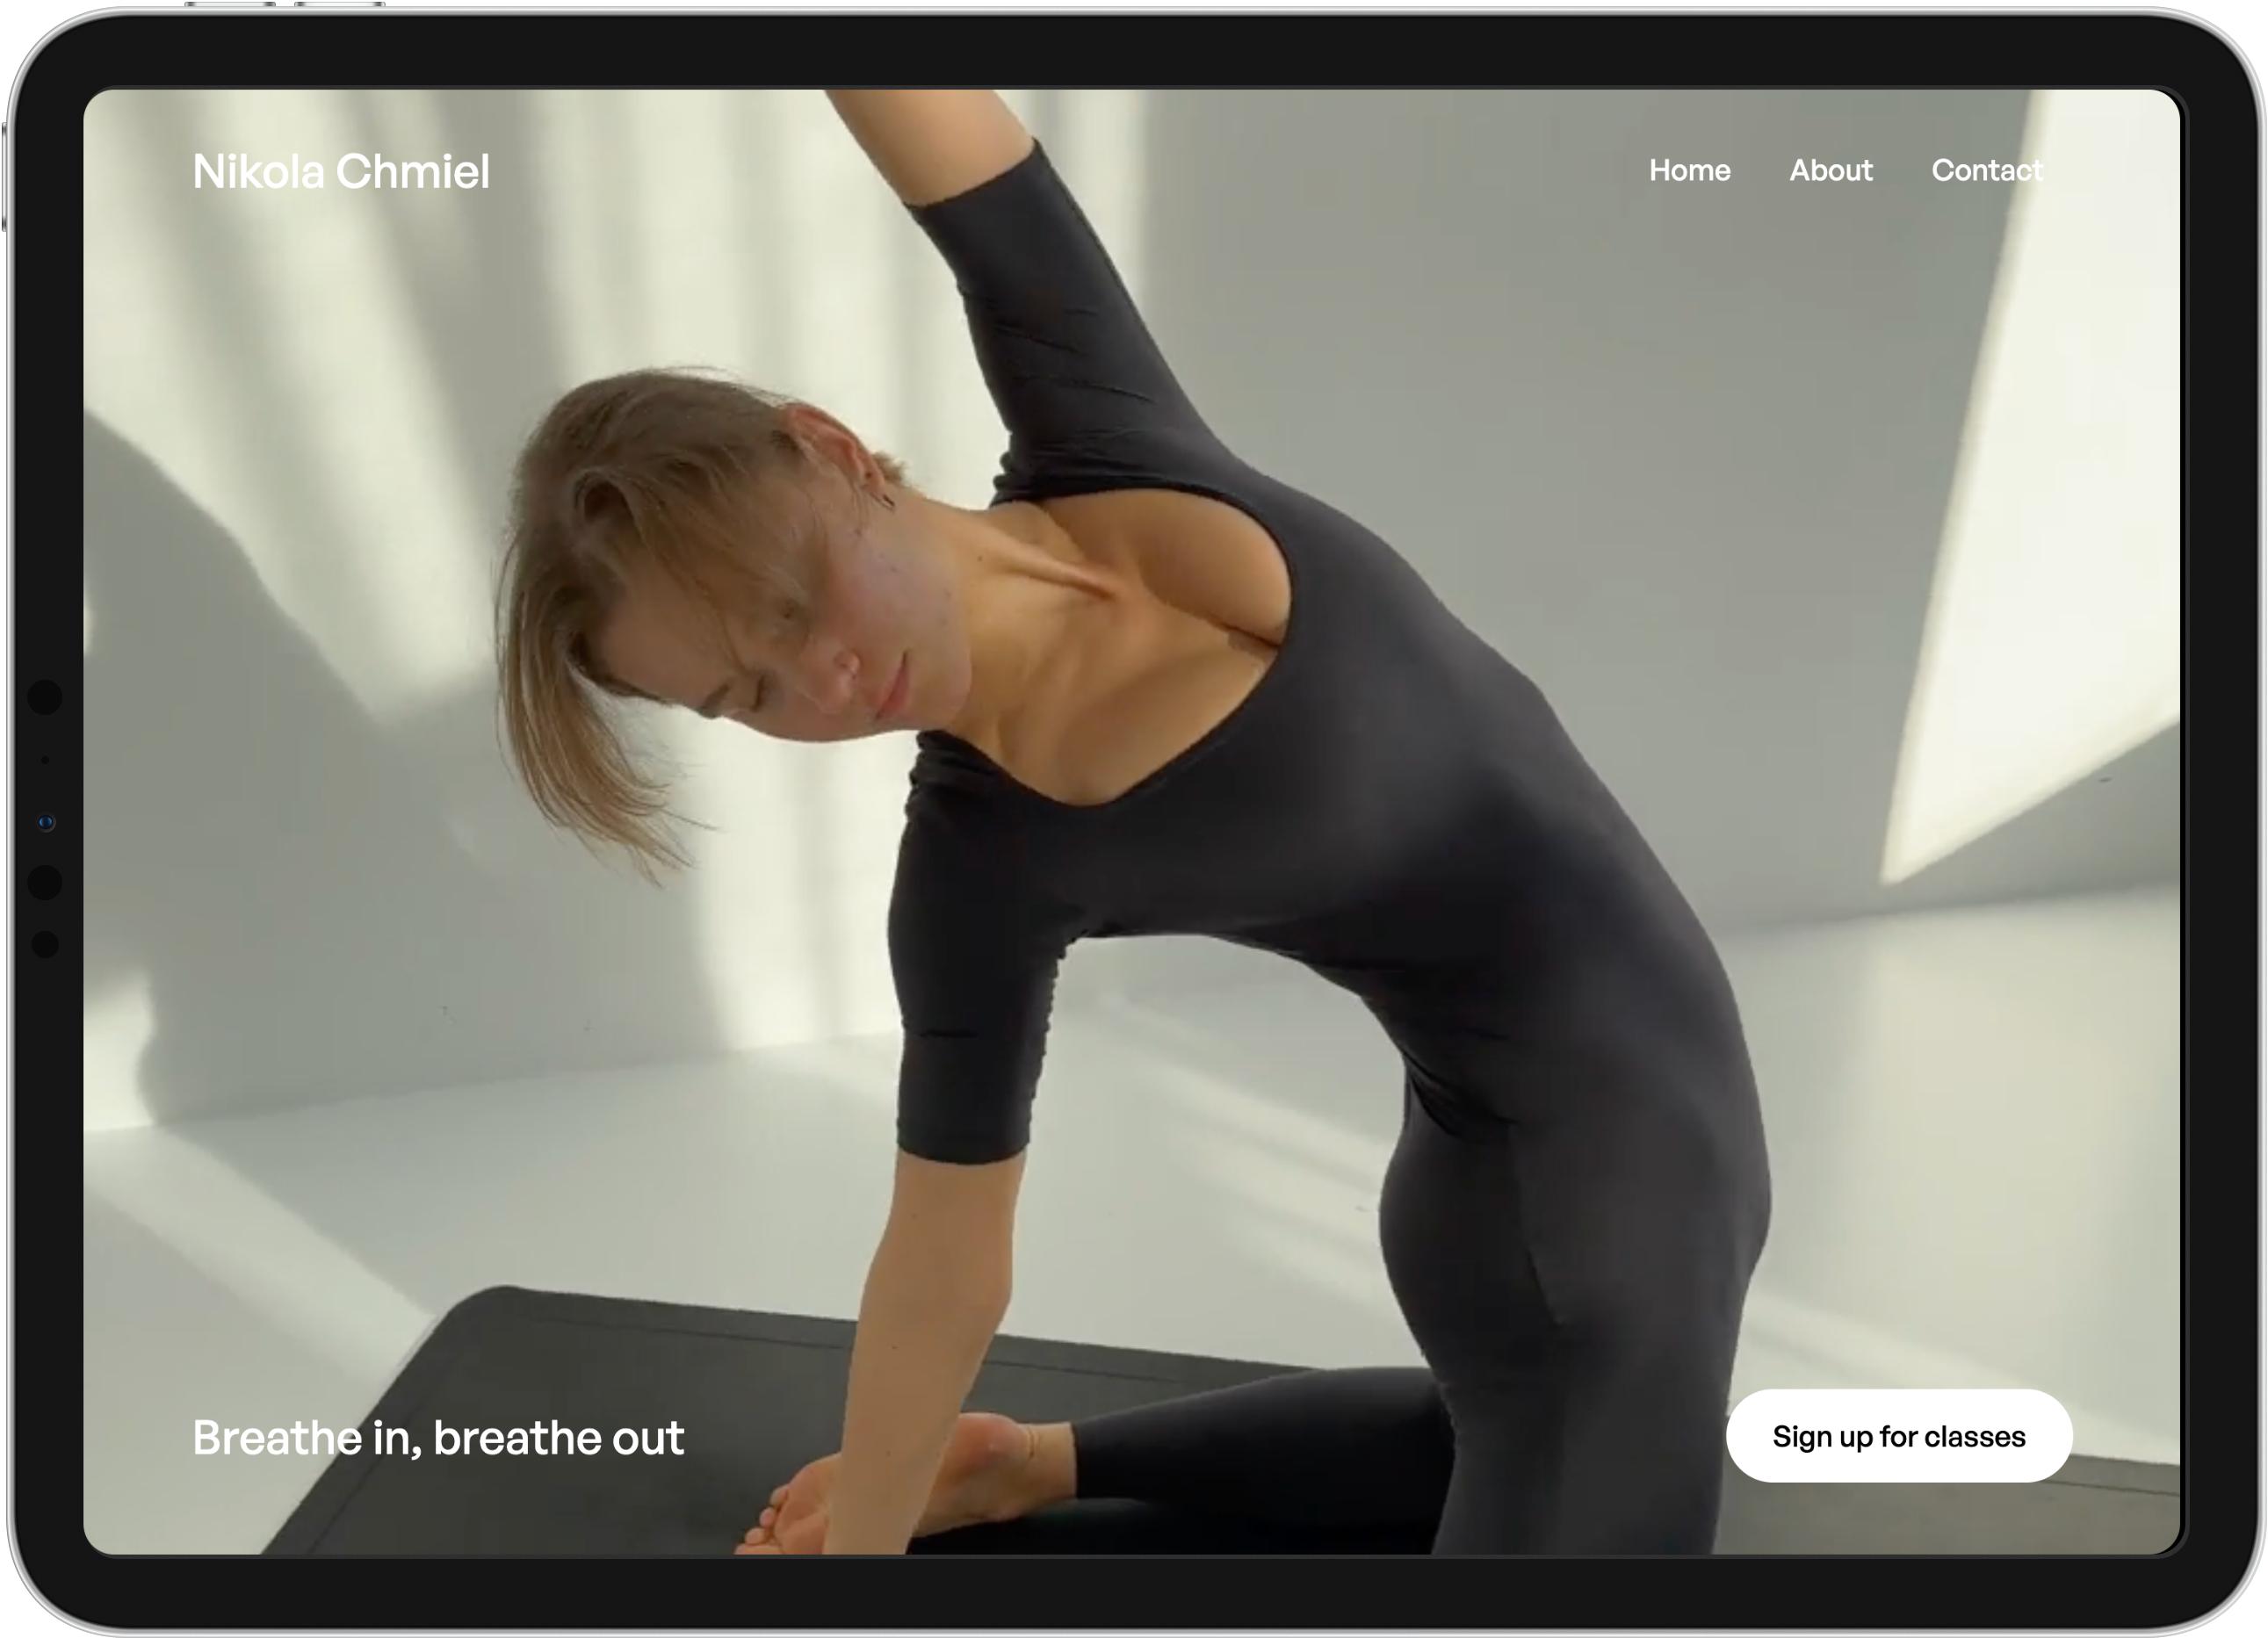 Nikola Chmiel
Home About Contact
Breathe in, breathe out
Sign up for classes